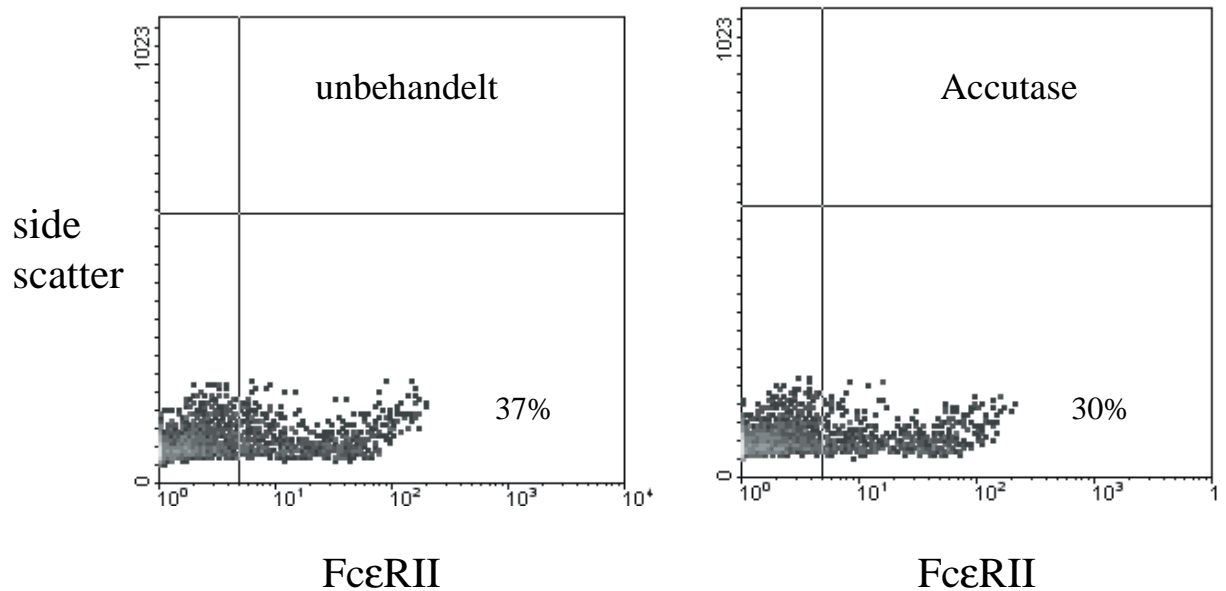 1023
unbehandelt
side
scatter
37%
0
10⁰ 10¹ 10² 10³ 10⁴
FcεRII
1023
Accutase
30%
0
10⁰ 10¹ 10² 10³ 1
FcεRII